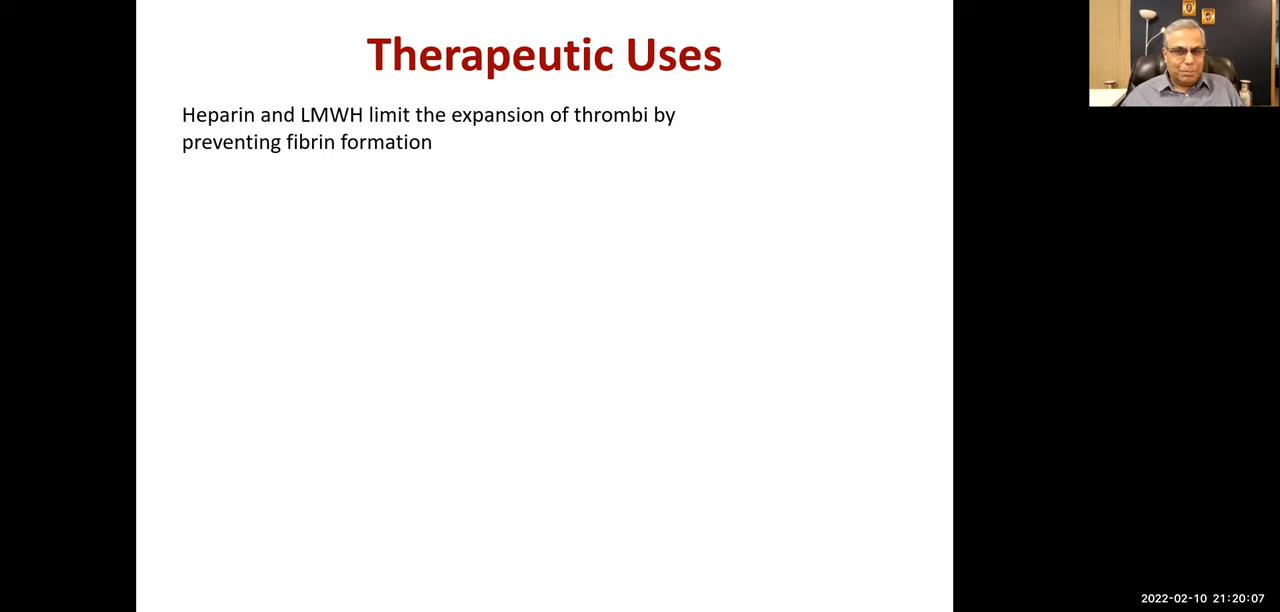 Therapeutic Uses
Heparin and LMWH limit the expansion of thrombi by
preventing fibrin formation
2022-02-10 21:20:07